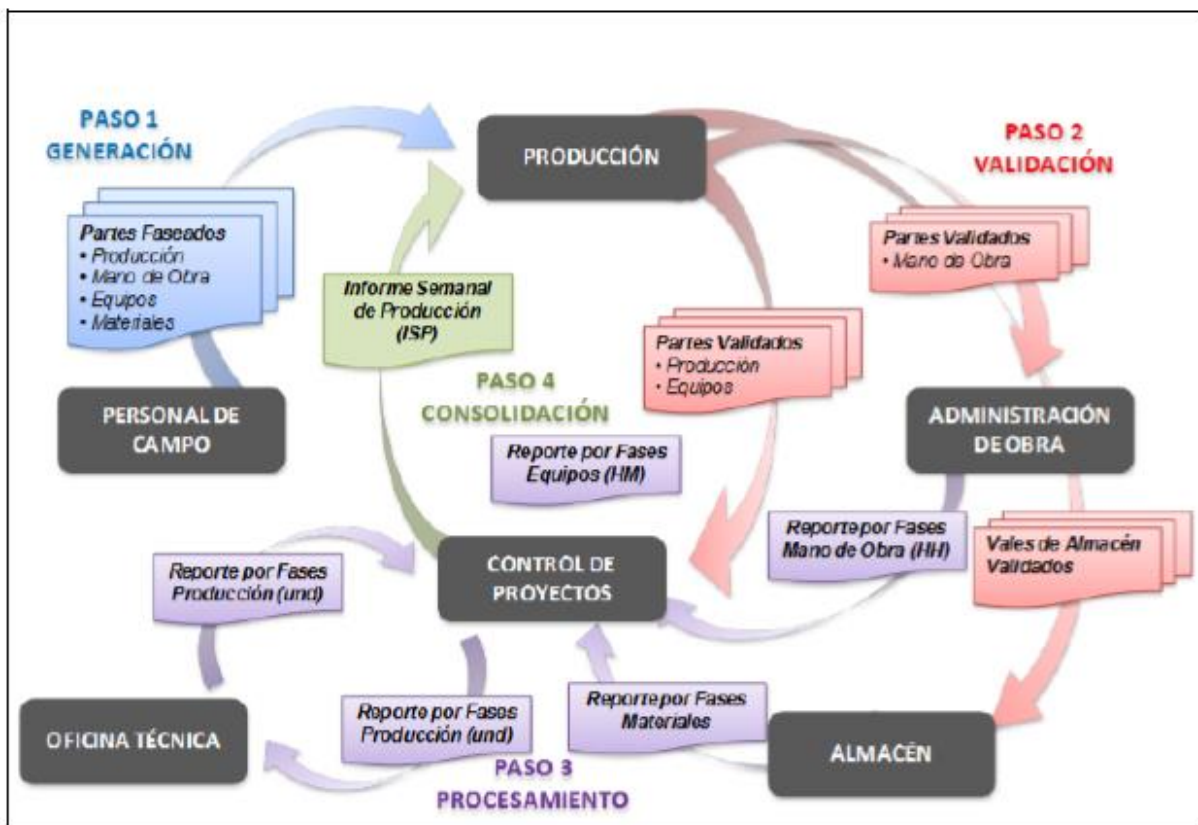 PASO 1
GENERACIÓN
PRODUCCIÓN
PASO 2
VALIDACIÓN
Partes Faseados
• Producción
• Mano de Obra
• Equipos
• Materiales
Partes Validados
• Mano de Obra
Informe Semanal
de Producción
(ISP)
Partes Validados
• Producción
• Equipos
PASO 4
CONSOLIDACIÓN
PERSONAL DE
CAMPO
ADMINISTRACIÓN
DE OBRA
Reporte por Fases
Equipos (HM)
Reporte por Fases
Mano de Obra (HH)
Vales de Almacén
Validados
CONTROL DE
PROYECTOS
Reporte por Fases
Producción (und)
OFICINA TÉCNICA
Reporte por Fases
Producción (und)
Reporte por Fases
Materiales
ALMACÉN
PASO 3
PROCESAMIENTO